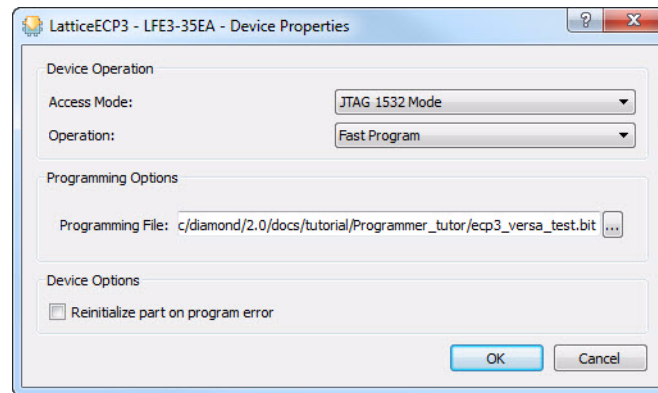 LatticeECP3 - LFE3-35EA - Device Properties
Device Operation
Access Mode: JTAG 1532 Mode
Operation: Fast Program
Programming Options
Programming File: c/diamond/2.0/docs/tutorial/Programmer_tutor/ecp3_versa_test.bit ...
Device Options
Reinitialize part on program error
OK Cancel